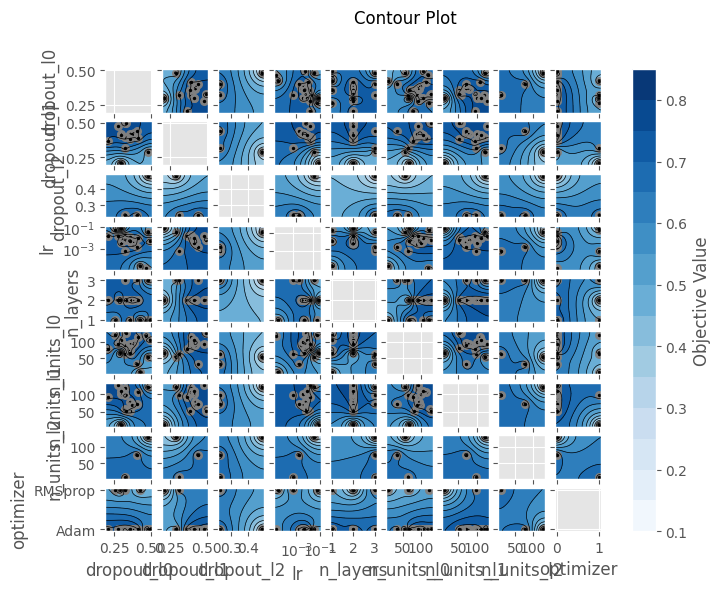 Contour Plot
dropout_l0
0.50
0.25
dropout_l1
0.50
0.25
dropout_l2
0.4
0.3
lr
10⁻¹
10⁻³
n_layers
3
2
1
n_units_l0
100
50
n_units_l1
100
50
n_units_l2
100
50
optimizer
RMSprop
Adam
0.25 0.50 0.25 0.50 0.3 0.4 10⁻³ 10⁻¹ 1 2 3 50 100 50 100 50 100 0 1
dropout_l0 dropout_l1 dropout_l2 lr n_layers n_units_l0 n_units_l1 n_units_l2 optimizer
0.8
0.7
0.6
0.5
0.4
0.3
0.2
0.1
Objective Value